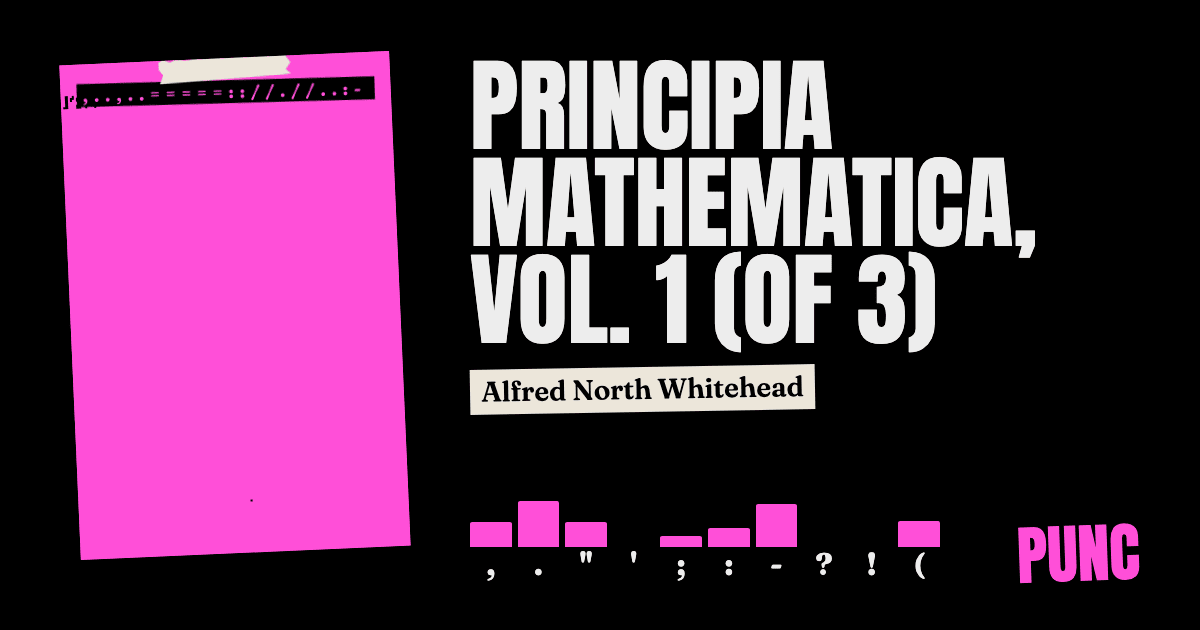 ,..,..=====:://.//..:-
PRINCIPIA
MATHEMATICA,
VOL. 1 (OF 3)
Alfred North Whitehead
, . " ' ; : - ? ! (
PUNC